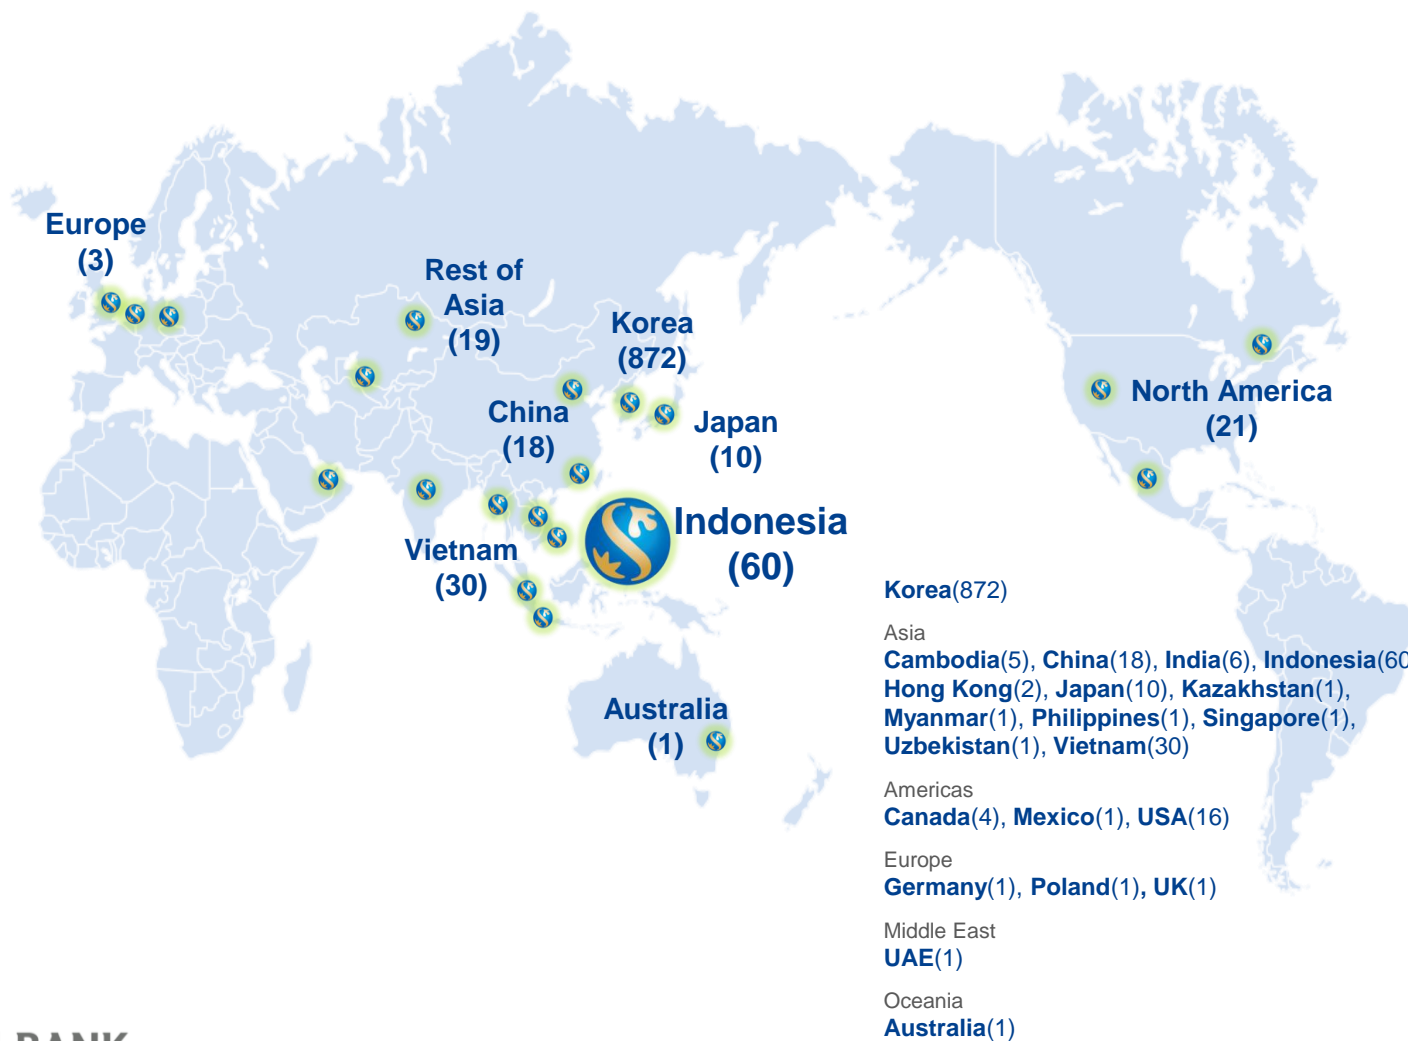 Europe
(3)
Rest of
Asia
(19)
Korea
(872)
China
(18)
Japan
(10)
North America
(21)
Indonesia
(60)
Vietnam
(30)
Australia
(1)
Korea(872)
Asia
Cambodia(5), China(18), India(6), Indonesia(60
Hong Kong(2), Japan(10), Kazakhstan(1),
Myanmar(1), Philippines(1), Singapore(1),
Uzbekistan(1), Vietnam(30)
Americas
Canada(4), Mexico(1), USA(16)
Europe
Germany(1), Poland(1), UK(1)
Middle East
UAE(1)
Oceania
Australia(1)
BANK